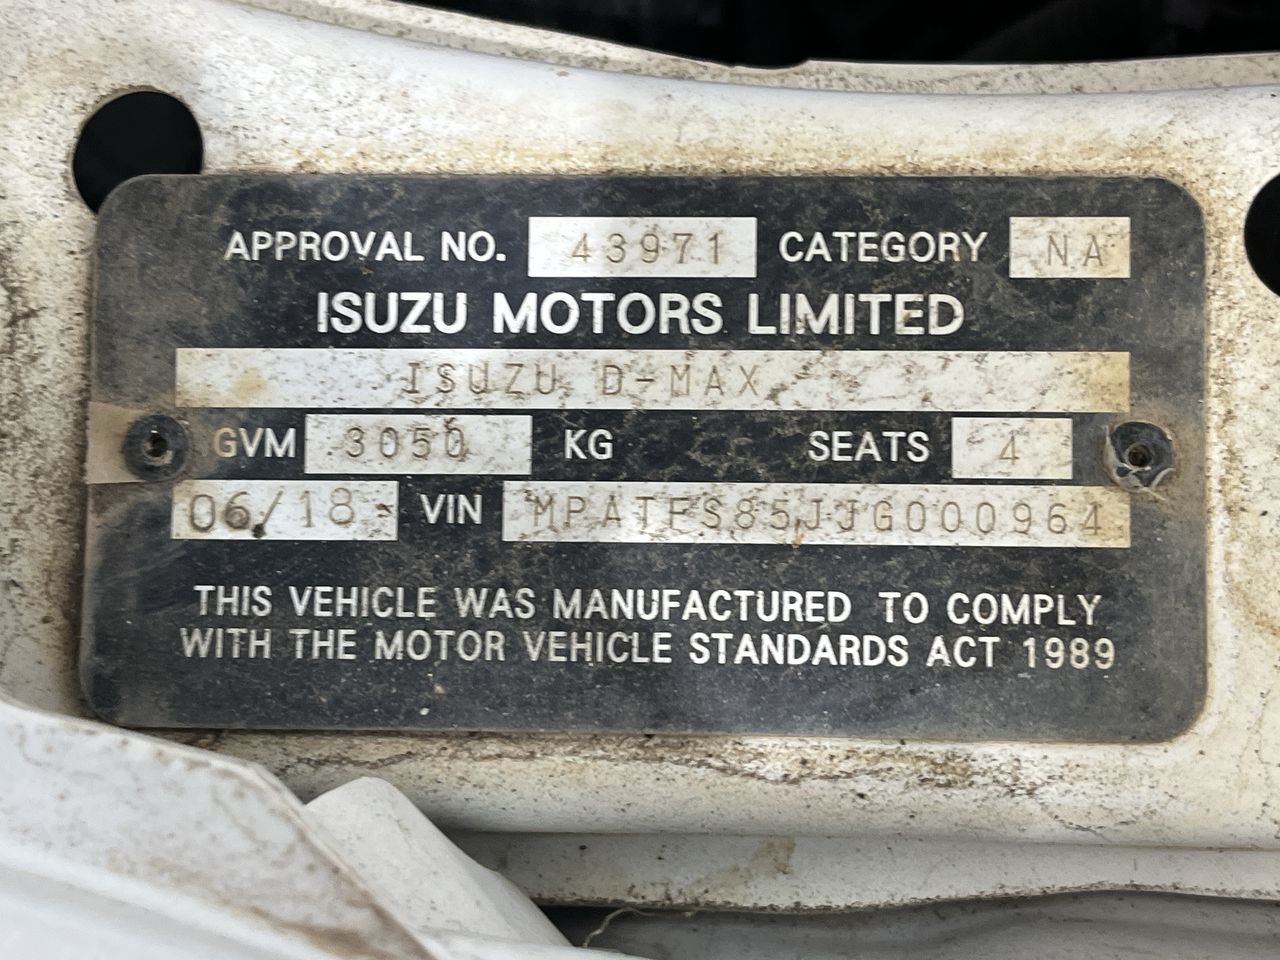 APPROVAL NO. 43971 CATEGORY NA
ISUZU MOTORS LIMITED
ISUZU D-MAX
GVM 3050 KG SEATS 4
06/18 VIN MPATFS85JJG000964
THIS VEHICLE WAS MANUFACTURED TO COMPLY
WITH THE MOTOR VEHICLE STANDARDS ACT 1989